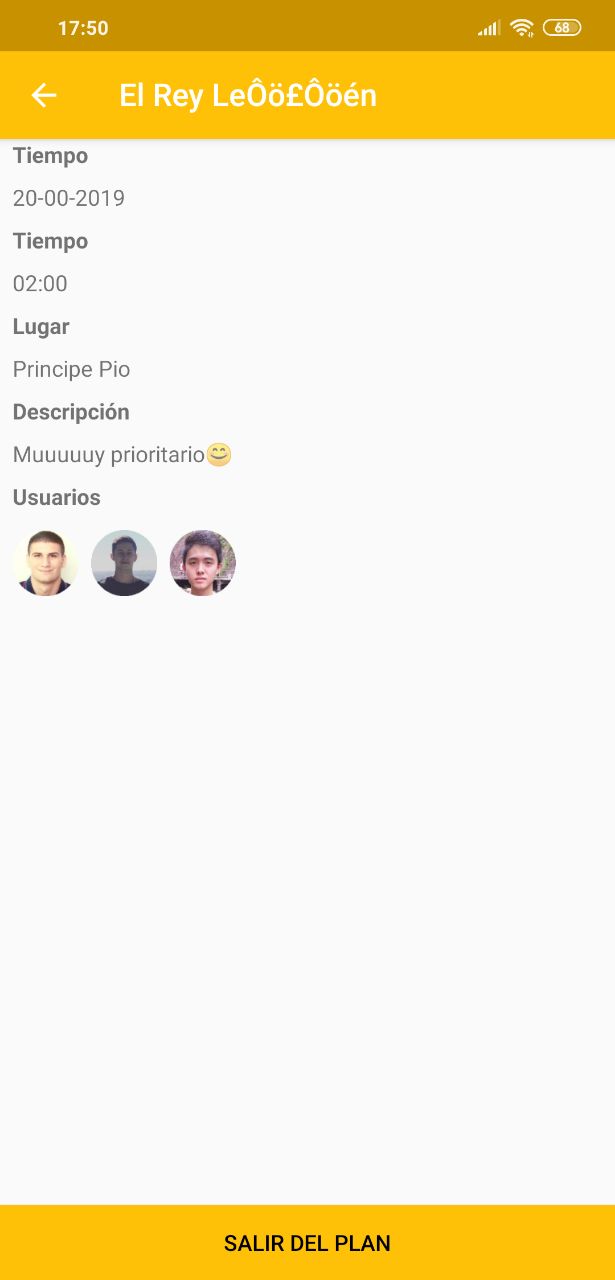 17:50
68
El Rey LeÔö£Ôöén
Tiempo
20-00-2019
Tiempo
02:00
Lugar
Principe Pio
Descripción
Muuuuuy prioritario😄
Usuarios
SALIR DEL PLAN